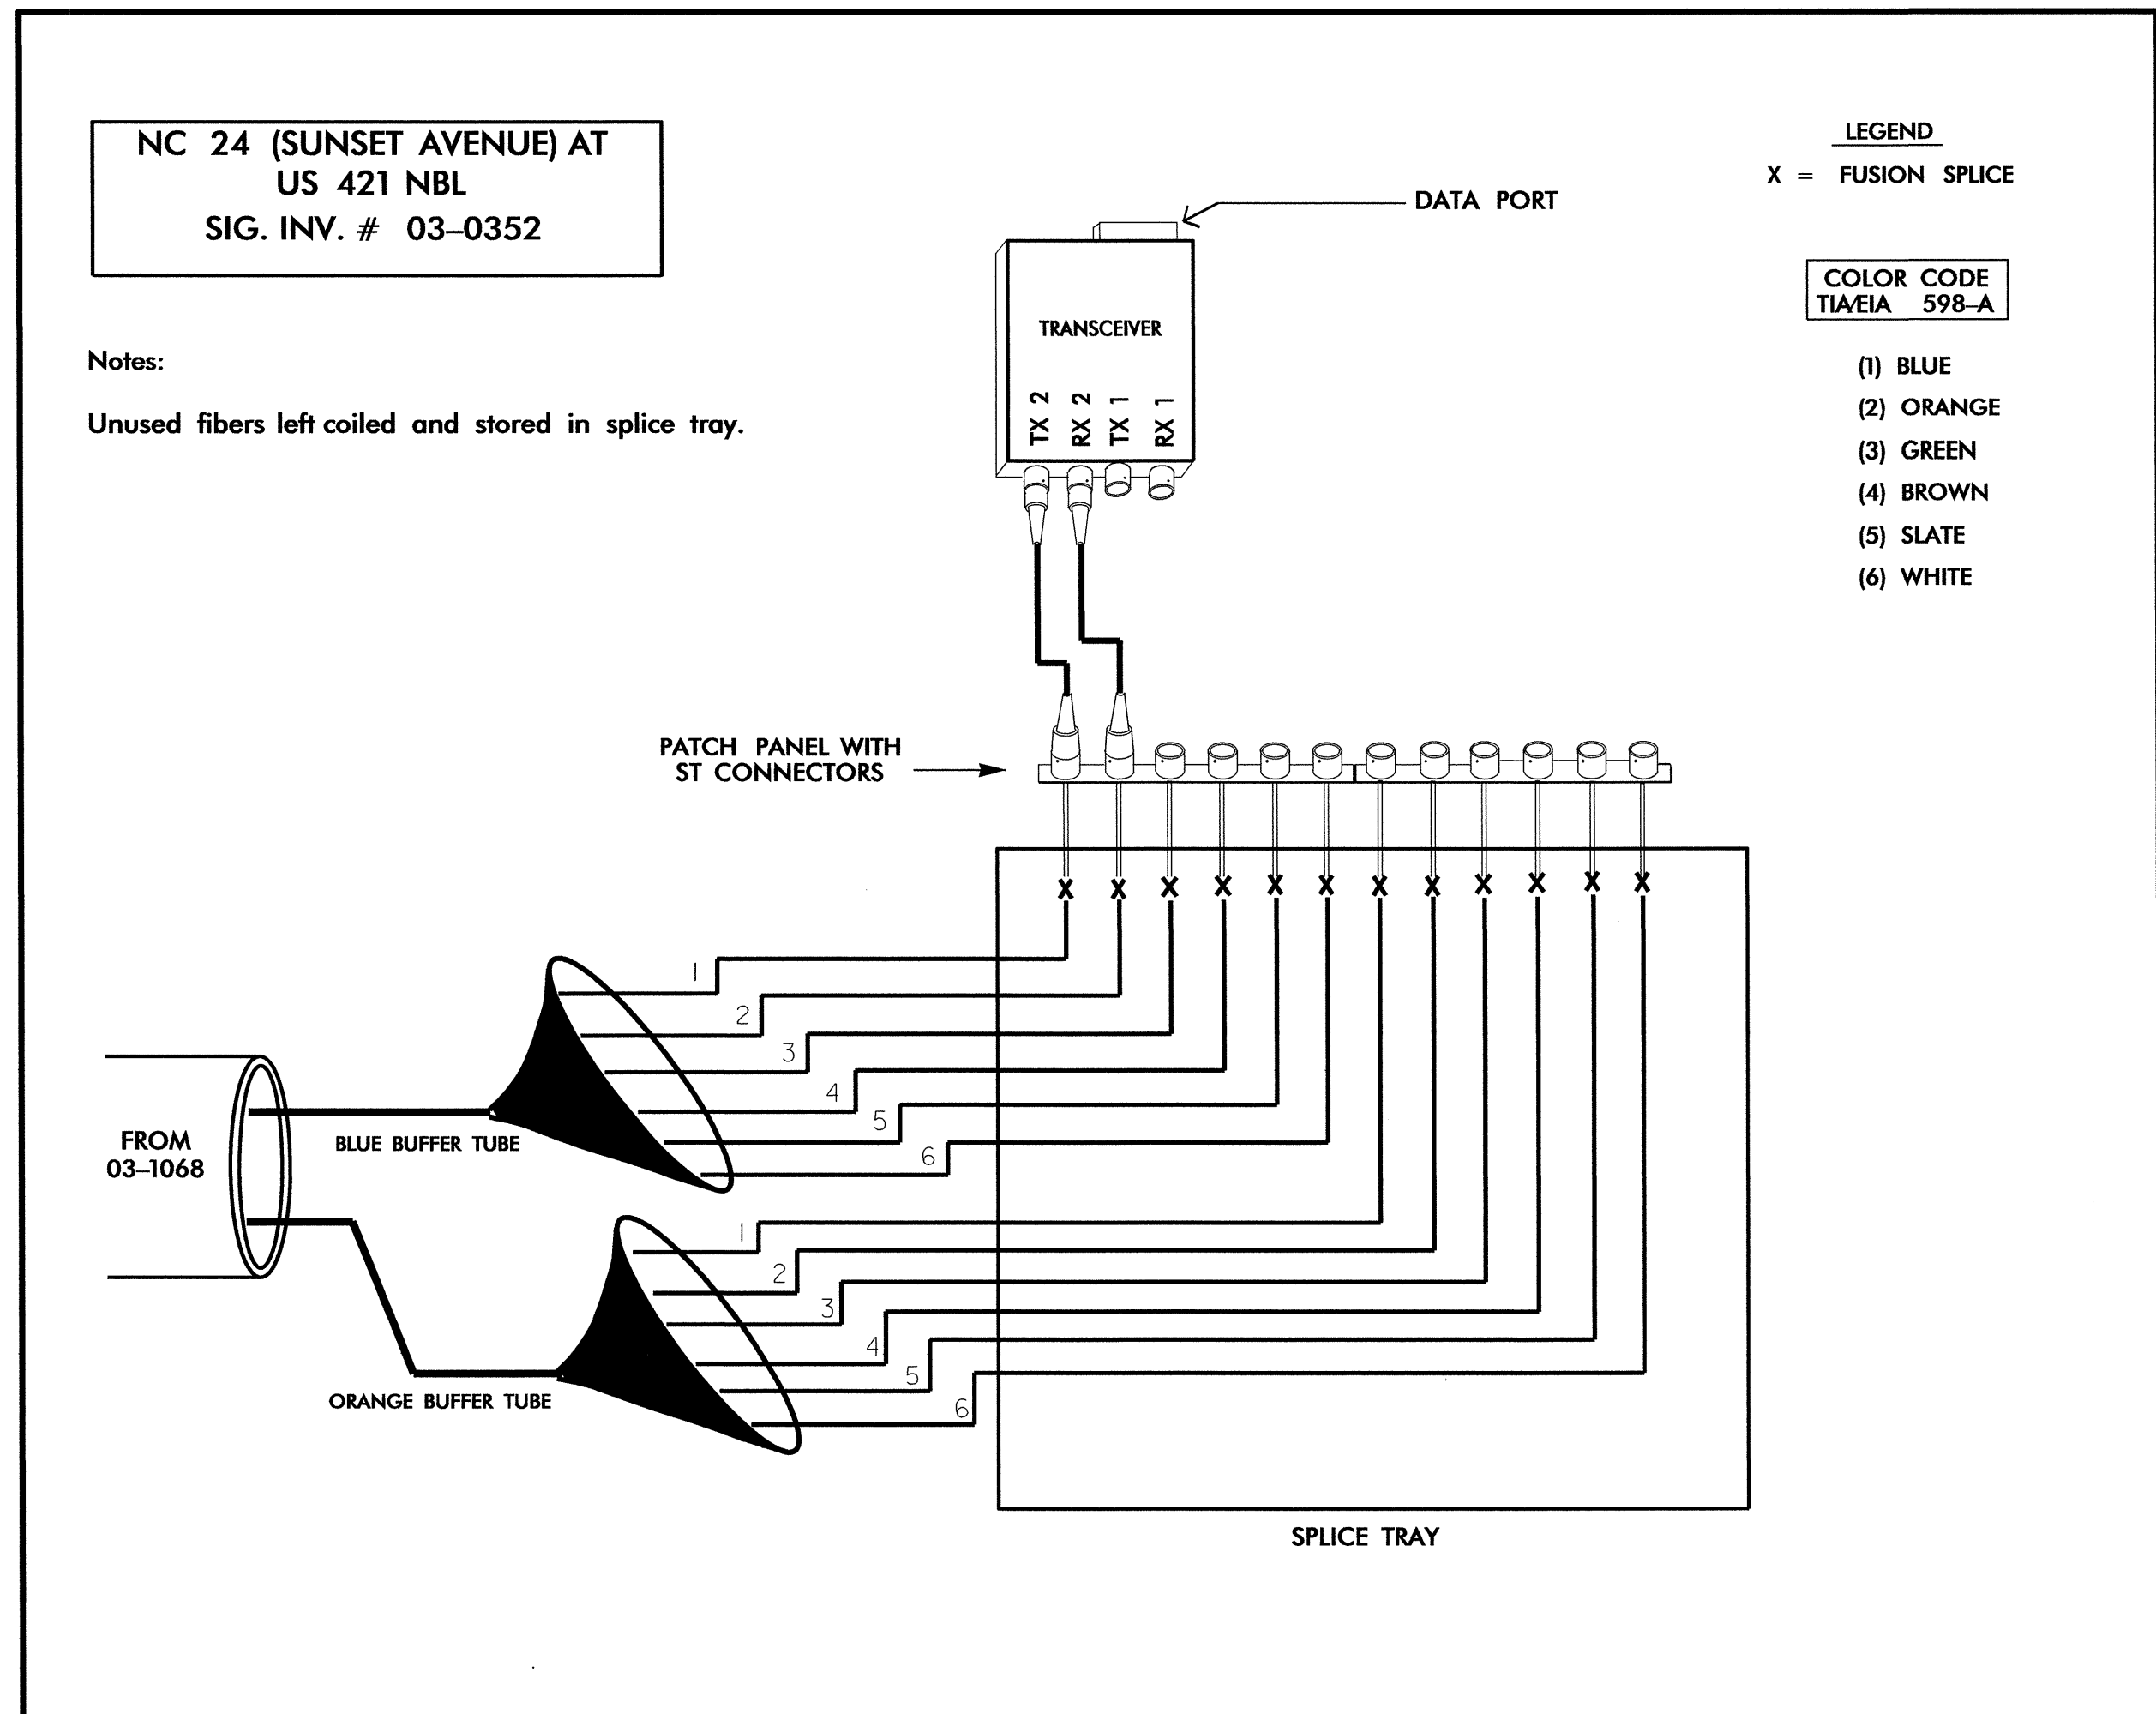 NC 24 (SUNSET AVENUE) AT
US 421 NBL
SIG. INV. # 03–0352
Notes:
Unused fibers left coiled and stored in splice tray.
DATA PORT
TRANSCEIVER
TX 2
RX 2
TX 1
RX 1
LEGEND
X = FUSION SPLICE
COLOR CODE
TIA/EIA 598–A
(1) BLUE
(2) ORANGE
(3) GREEN
(4) BROWN
(5) SLATE
(6) WHITE
PATCH PANEL WITH
ST CONNECTORS
X X X X X X X X X X X X
1
2
3
4
5
6
FROM
03–1068
BLUE BUFFER TUBE
1
2
3
4
5
6
ORANGE BUFFER TUBE
SPLICE TRAY